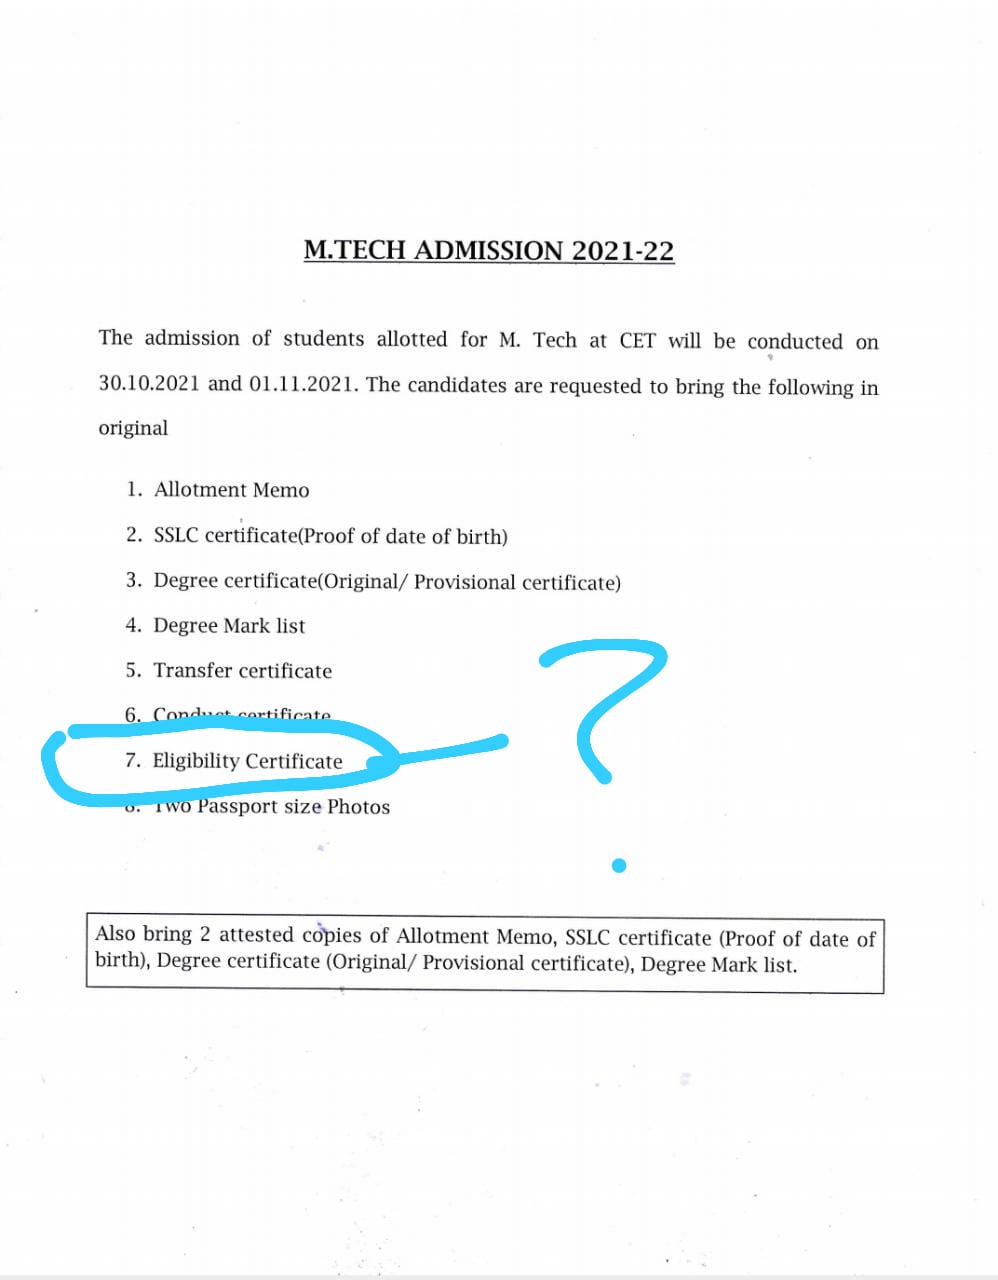 M.TECH ADMISSION 2021-22
The admission of students allotted for M. Tech at CET will be conducted on
30.10.2021 and 01.11.2021. The candidates are requested to bring the following in
original
1. Allotment Memo
2. SSLC certificate(Proof of date of birth)
3. Degree certificate(Original/ Provisional certificate)
4. Degree Mark list
5. Transfer certificate
6. Conduct certificate
7. Eligibility Certificate
?
8. Two Passport size Photos
Also bring 2 attested copies of Allotment Memo, SSLC certificate (Proof of date of
birth), Degree certificate (Original/ Provisional certificate), Degree Mark list.